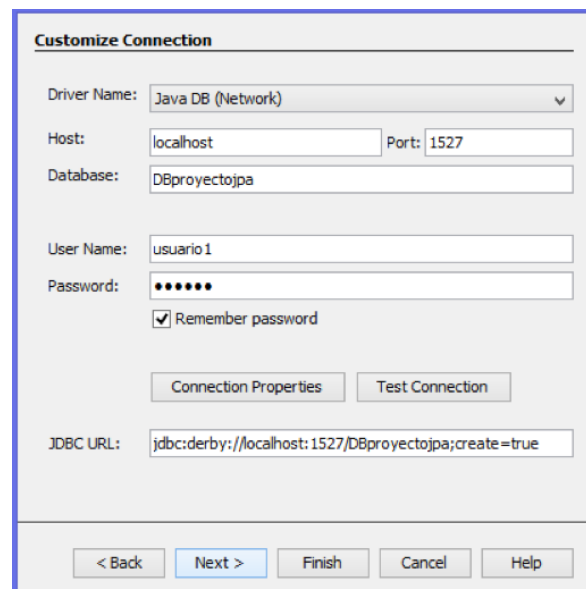 Customize Connection
Driver Name: Java DB (Network)
Host: localhost Port: 1527
Database: DBproyectojpa
User Name: usuario1
Password: ●●●●●●
Remember password
Connection Properties Test Connection
JDBC URL: jdbc:derby://localhost:1527/DBproyectojpa;create=true
< Back Next > Finish Cancel Help